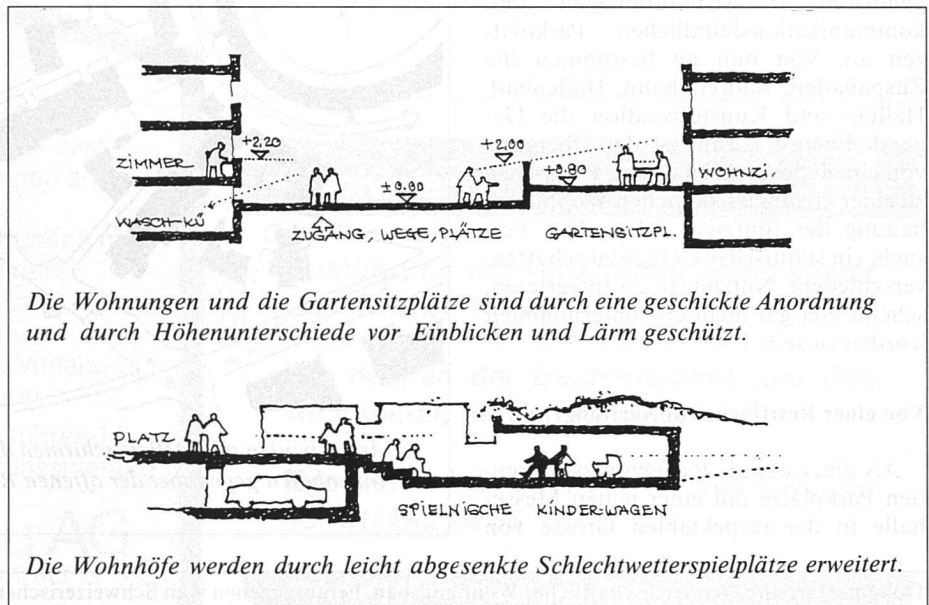 +2.20
+2.00
ZIMMER
±0.00
+0.80
WOHNZI.
WASCH-KÜ
ZUGANG, WEGE, PLÄTZE
GARTENSITZPL.
Die Wohnungen und die Gartensitzplätze sind durch eine geschickte Anordnung
und durch Höhenunterschiede vor Einblicken und Lärm geschützt.
PLATZ
SPIELNISCHE
KINDERWAGEN
Die Wohnhöfe werden durch leicht abgesenkte Schlechtwetterspielplätze erweitert.